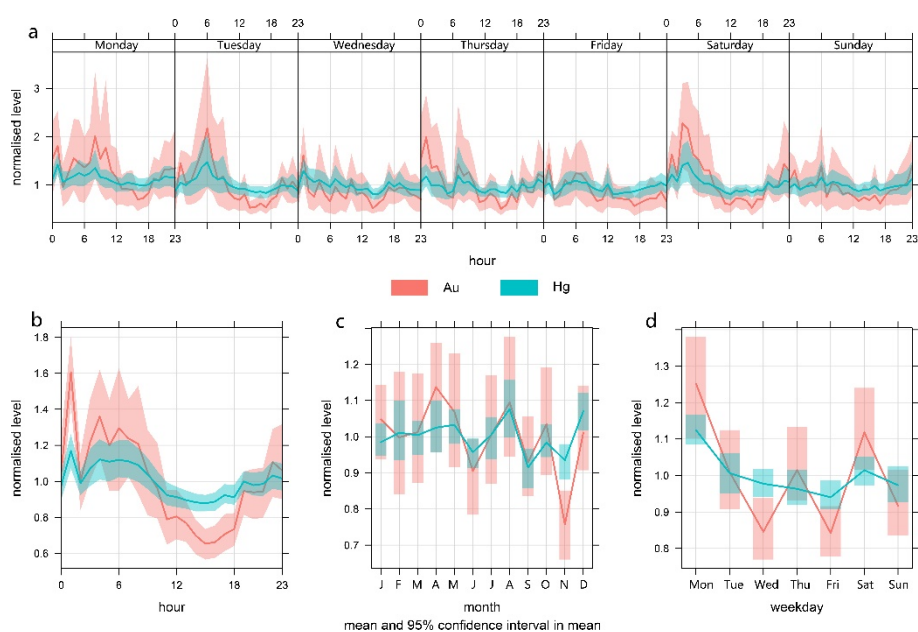 0 6 12 18 23 0 6 12 18 23 0 6 12 18 23
a
Monday Tuesday Wednesday Thursday Friday Saturday Sunday
normalised level
3
2
1
0 6 12 18 23 0 6 12 18 23 0 6 12 18 23 0 6 12 18 23
hour
Au Hg
b
normalised level
1.8
1.6
1.4
1.2
1.0
0.8
0.6
0 6 12 18 23
hour
c
normalised level
1.3
1.2
1.1
1.0
0.9
0.8
0.7
J F M A M J J A S O N D
month
d
normalised level
1.3
1.2
1.1
1.0
0.9
0.8
Mon Tue Wed Thu Fri Sat Sun
weekday
mean and 95% confidence interval in mean